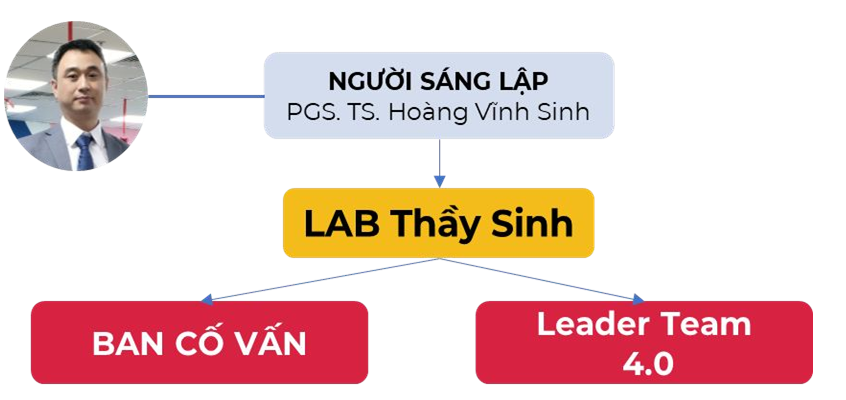 NGƯỜI SÁNG LẬP
PGS. TS. Hoàng Vĩnh Sinh
LAB Thầy Sinh
BAN CỐ VẤN
Leader Team
4.0